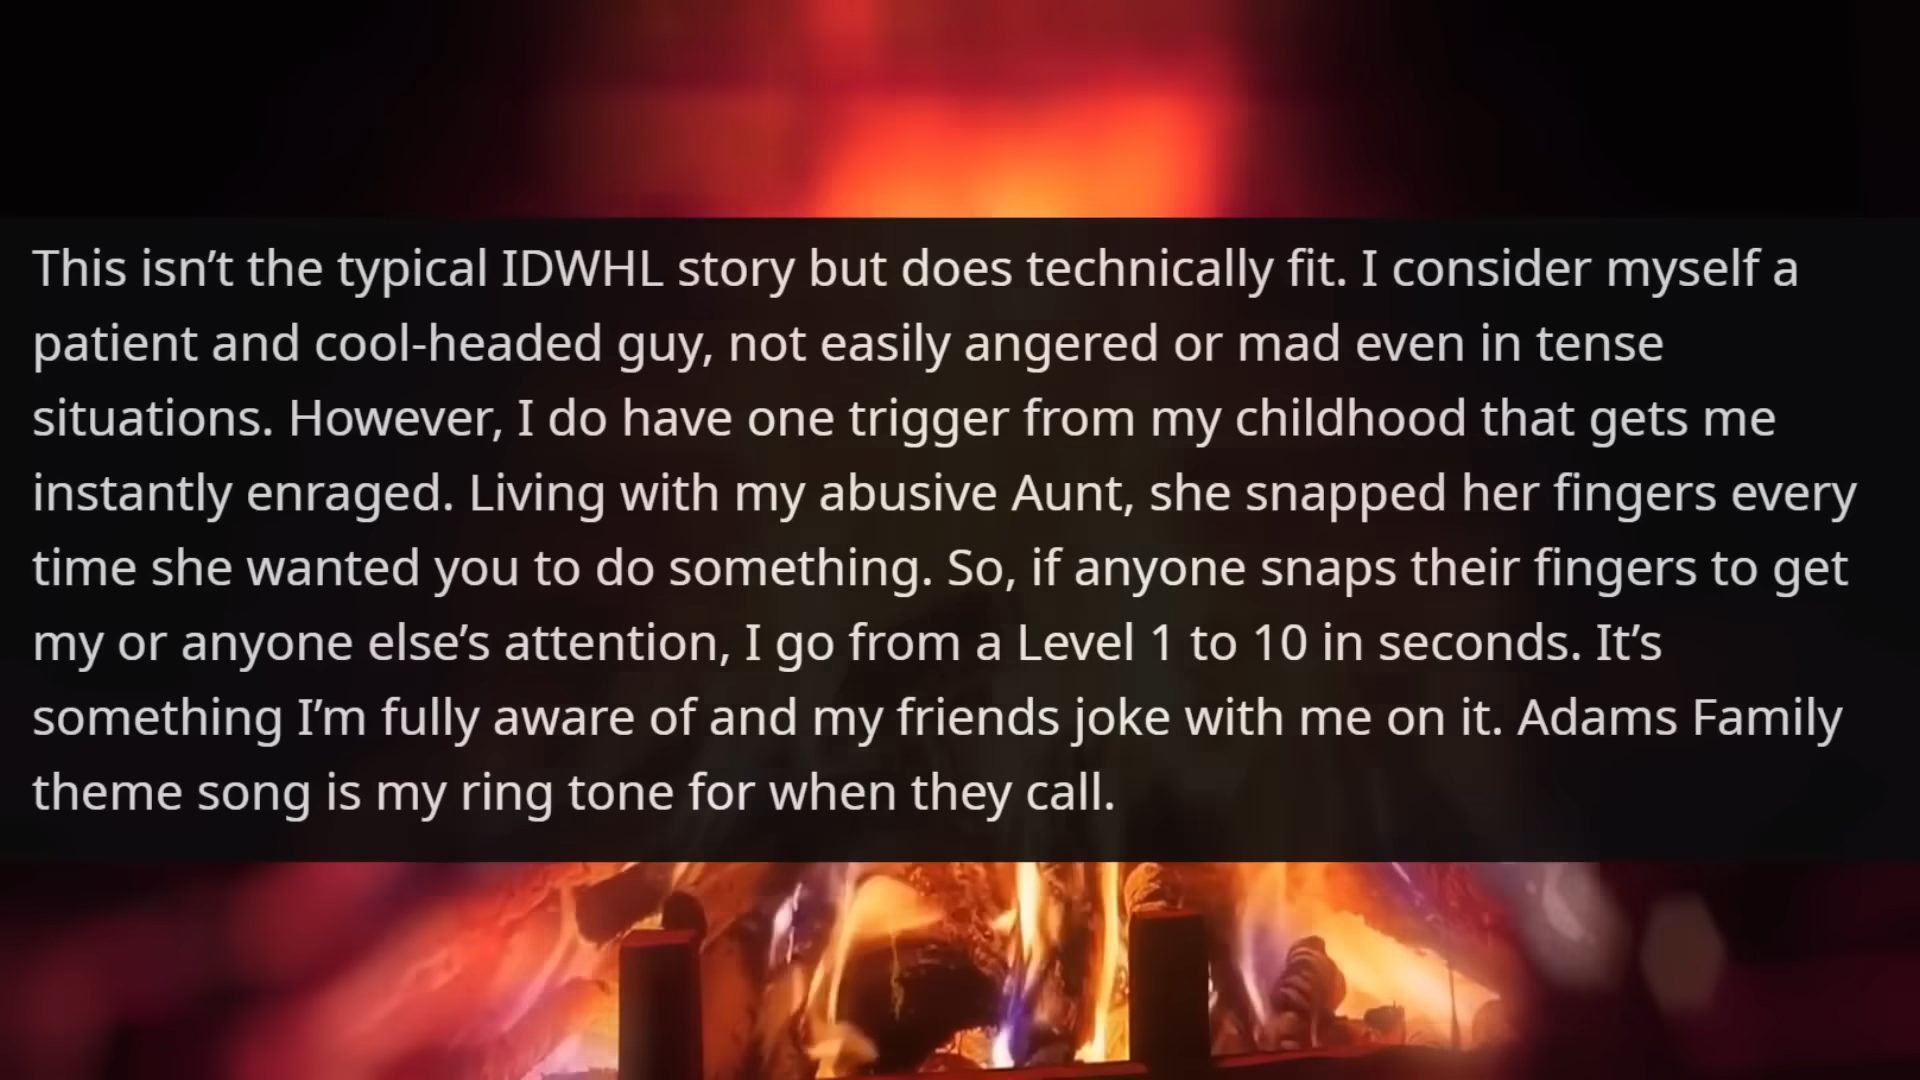 This isn’t the typical IDWHL story but does technically fit. I consider myself a
patient and cool-headed guy, not easily angered or mad even in tense
situations. However, I do have one trigger from my childhood that gets me
instantly enraged. Living with my abusive Aunt, she snapped her fingers every
time she wanted you to do something. So, if anyone snaps their fingers to get
my or anyone else’s attention, I go from a Level 1 to 10 in seconds. It’s
something I’m fully aware of and my friends joke with me on it. Adams Family
theme song is my ring tone for when they call.